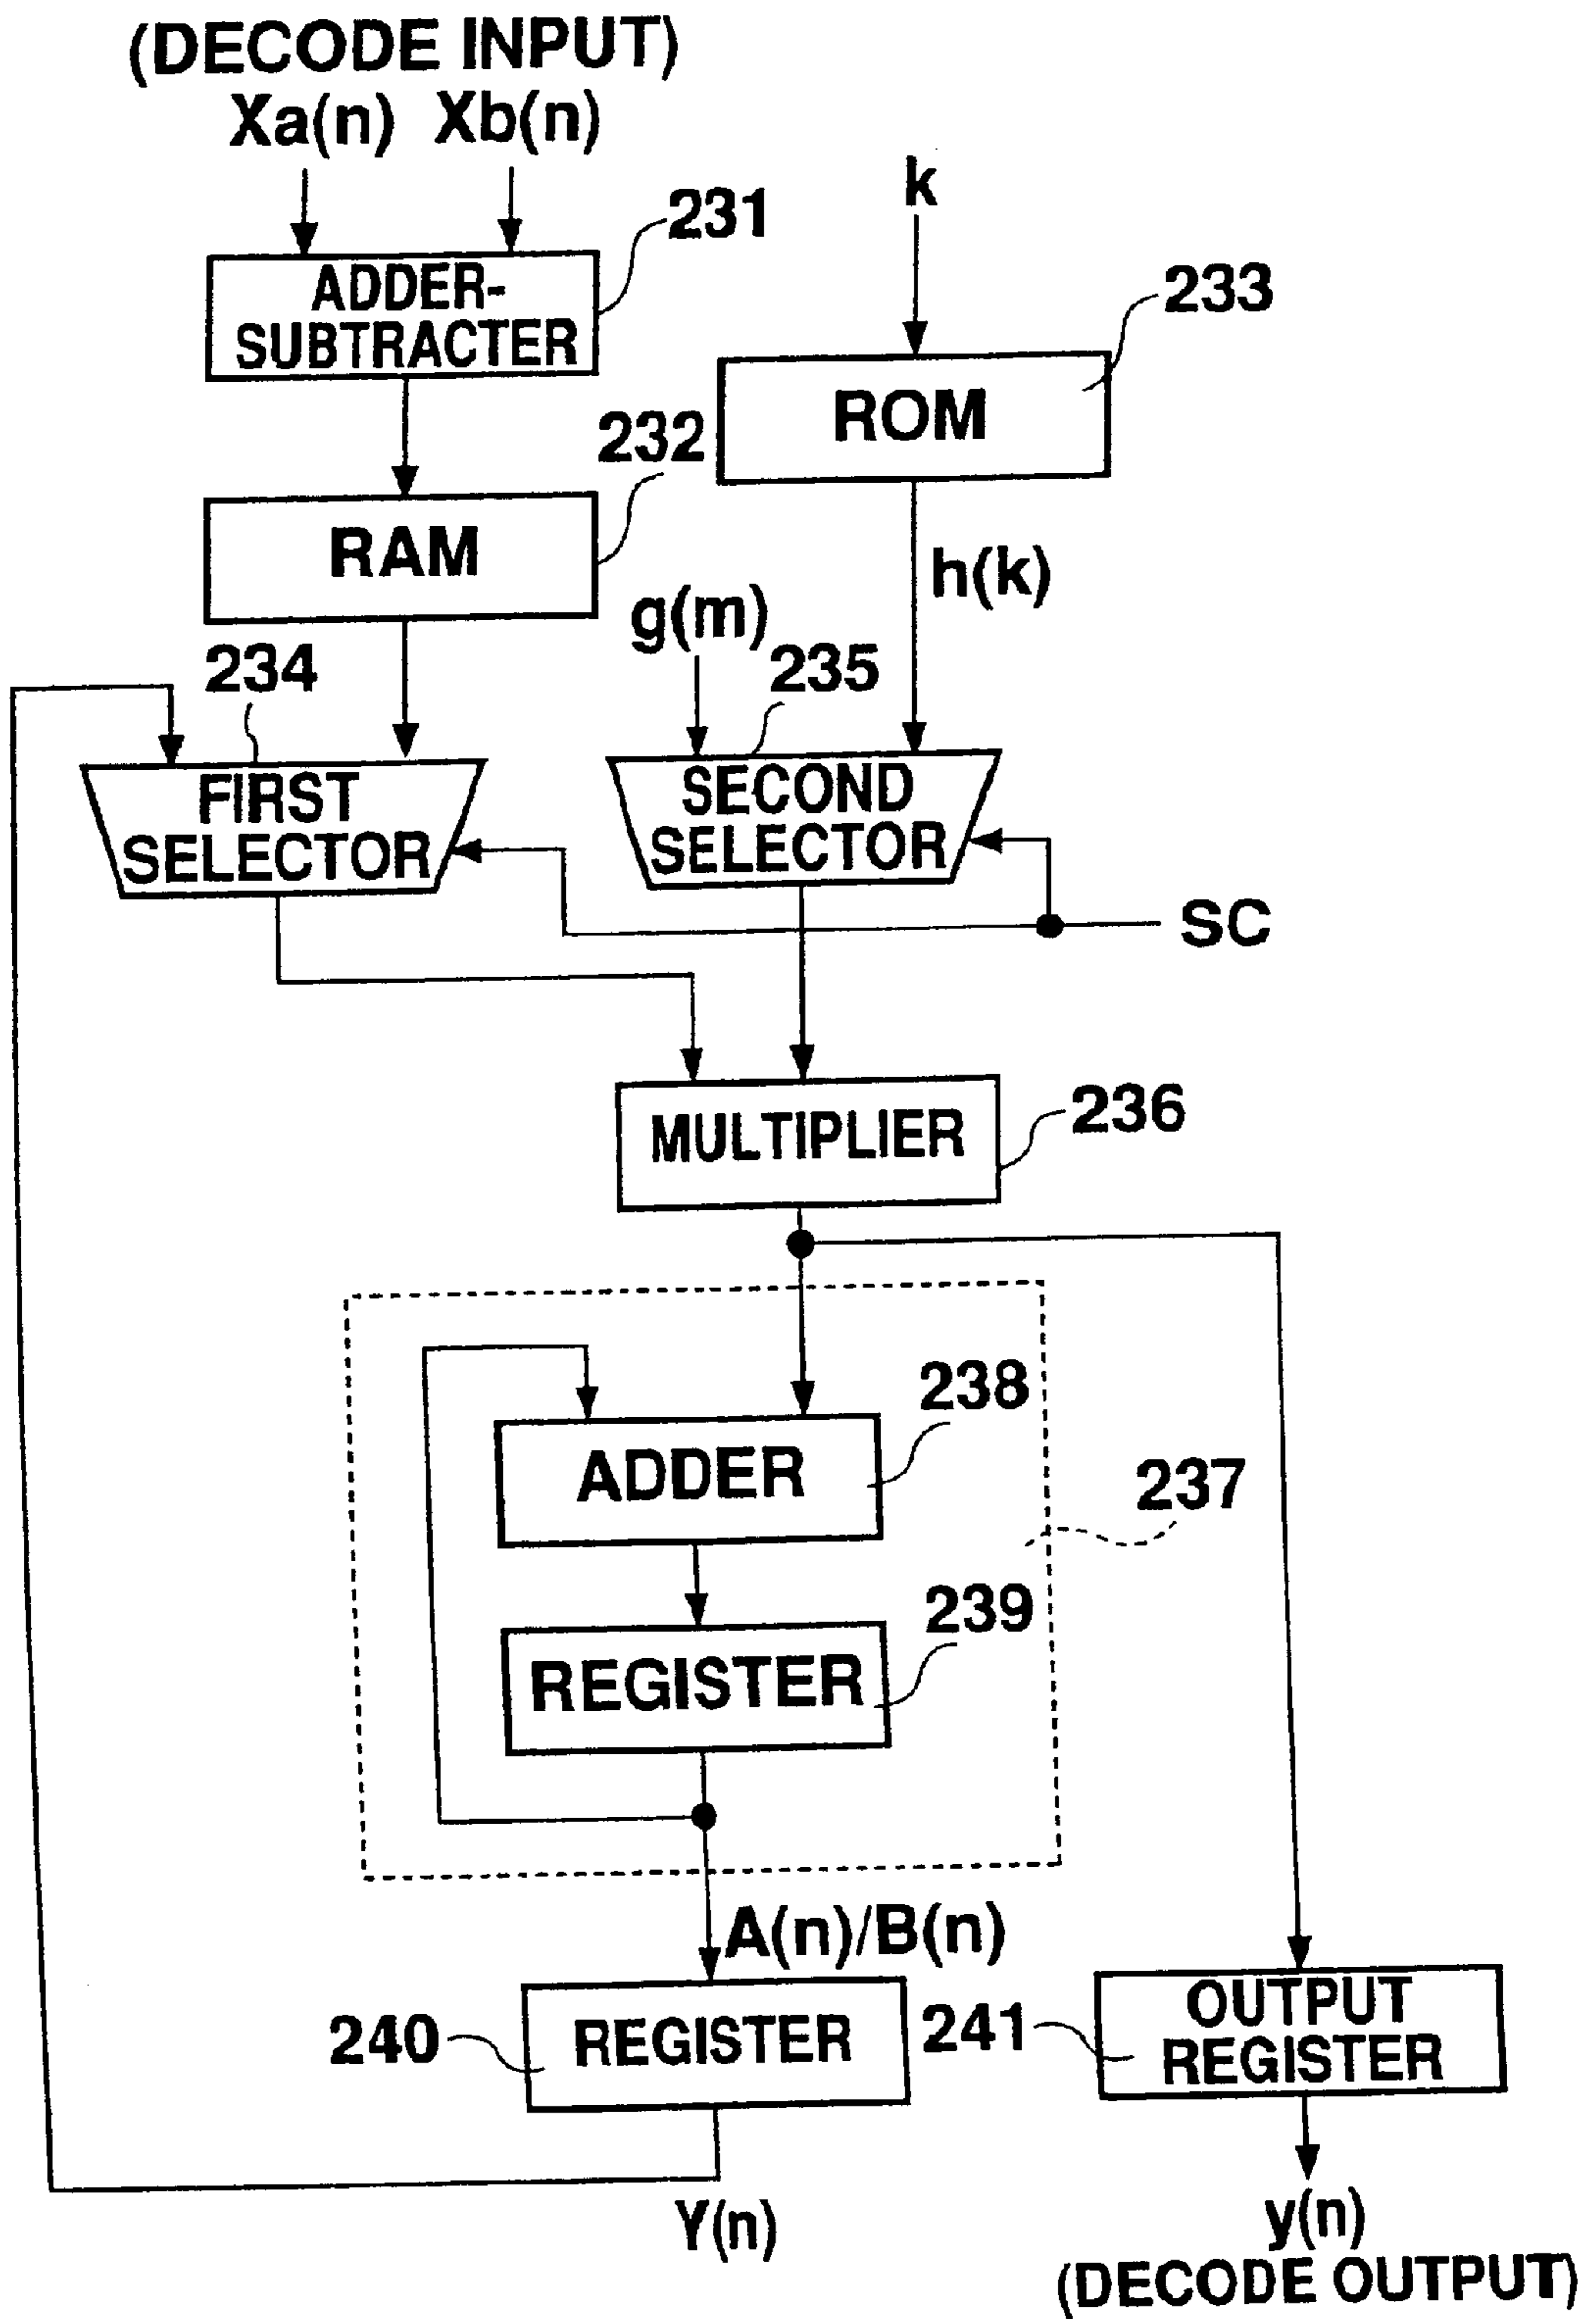 (DECODE INPUT)
Xa(n) Xb(n)
k
231
ADDER-
SUBTRACTER
233
ROM
232
RAM
h(k)
g(m)
234
235
FIRST
SELECTOR
SECOND
SELECTOR
SC
MULTIPLIER
236
238
ADDER
237
239
REGISTER
A(n)/B(n)
240
REGISTER
241
OUTPUT
REGISTER
Y(n)
y(n)
(DECODE OUTPUT)